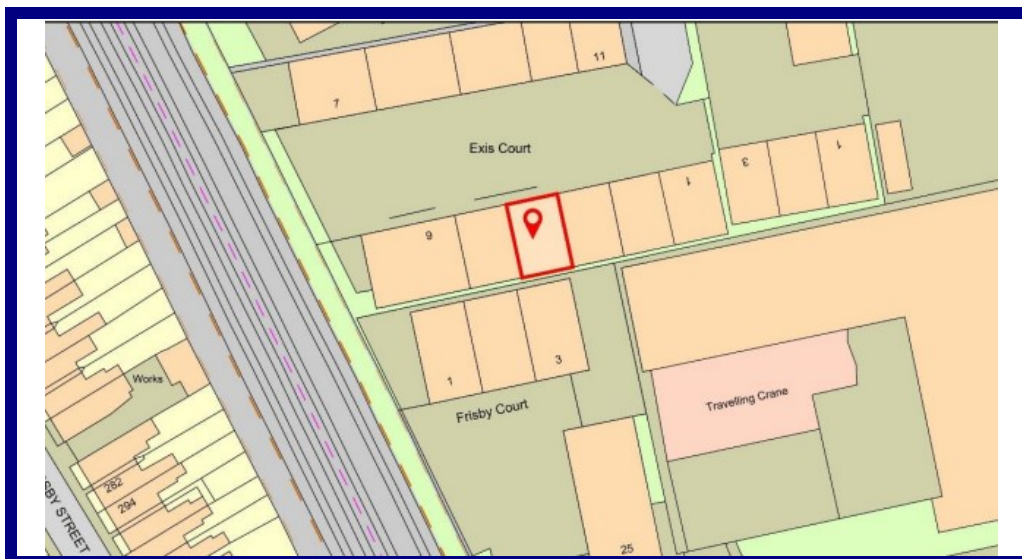 11
7
Exis Court
1
3
1
9
3
1
Frisby Court
Travelling Crane
Works
282
294
SBY STREET
25